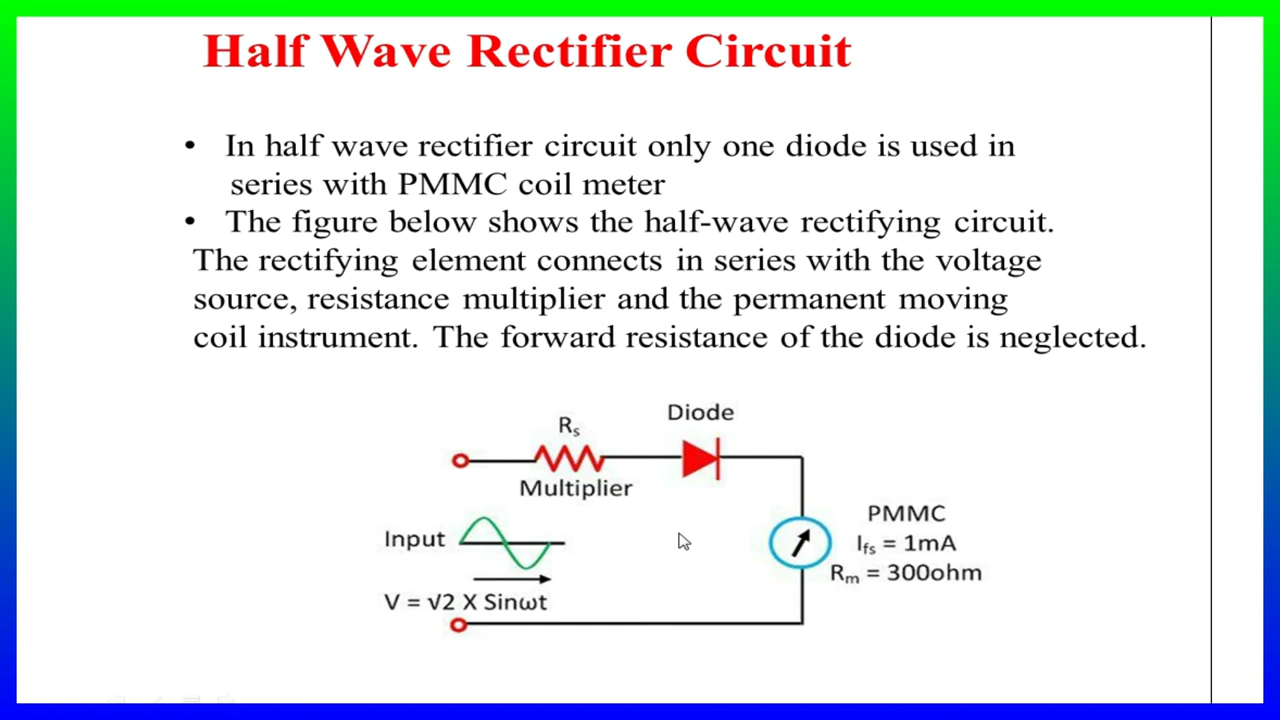 Half Wave Rectifier Circuit
• In half wave rectifier circuit only one diode is used in
series with PMMC coil meter
• The figure below shows the half-wave rectifying circuit.
The rectifying element connects in series with the voltage
source, resistance multiplier and the permanent moving
coil instrument. The forward resistance of the diode is neglected.
Diode
Rₛ
Multiplier
PMMC
Input
Ifs = 1mA
Rm = 300ohm
V = √2 X Sinωt